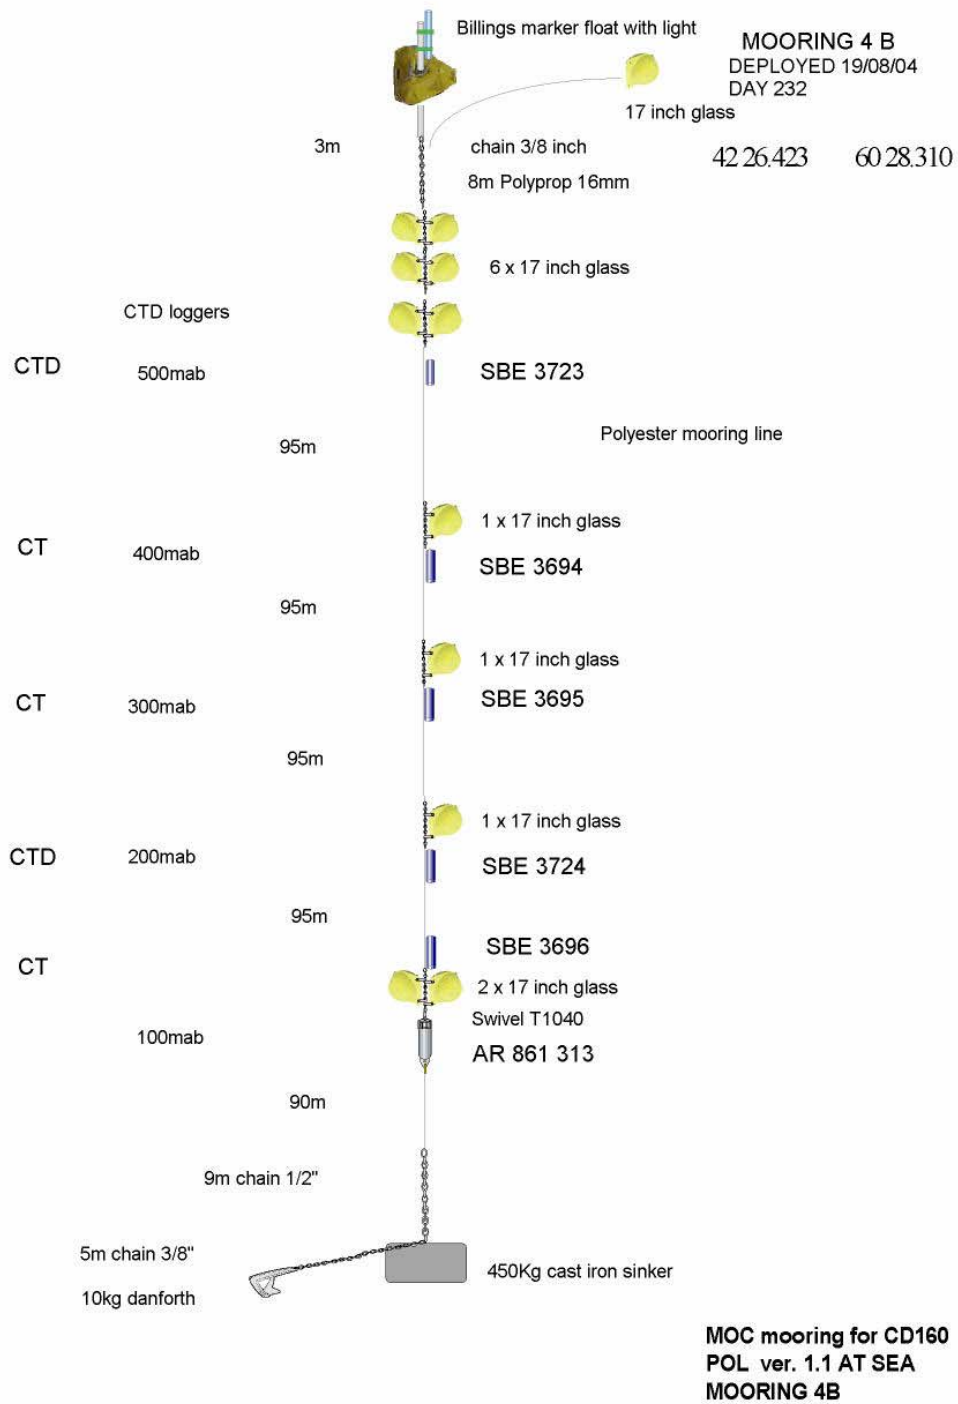 Billings marker float with light
MOORING 4 B
DEPLOYED 19/08/04
DAY 232
17 inch glass
3m
chain 3/8 inch
42 26.423 60 28.310
8m Polyprop 16mm
6 x 17 inch glass
CTD loggers
CTD
500mab
SBE 3723
95m
Polyester mooring line
1 x 17 inch glass
CT
400mab
SBE 3694
95m
1 x 17 inch glass
CT
300mab
SBE 3695
95m
1 x 17 inch glass
CTD
200mab
SBE 3724
95m
SBE 3696
CT
2 x 17 inch glass
Swivel T1040
100mab
AR 861 313
90m
9m chain 1/2"
5m chain 3/8"
450Kg cast iron sinker
10kg danforth
MOC mooring for CD160
POL ver. 1.1 AT SEA
MOORING 4B